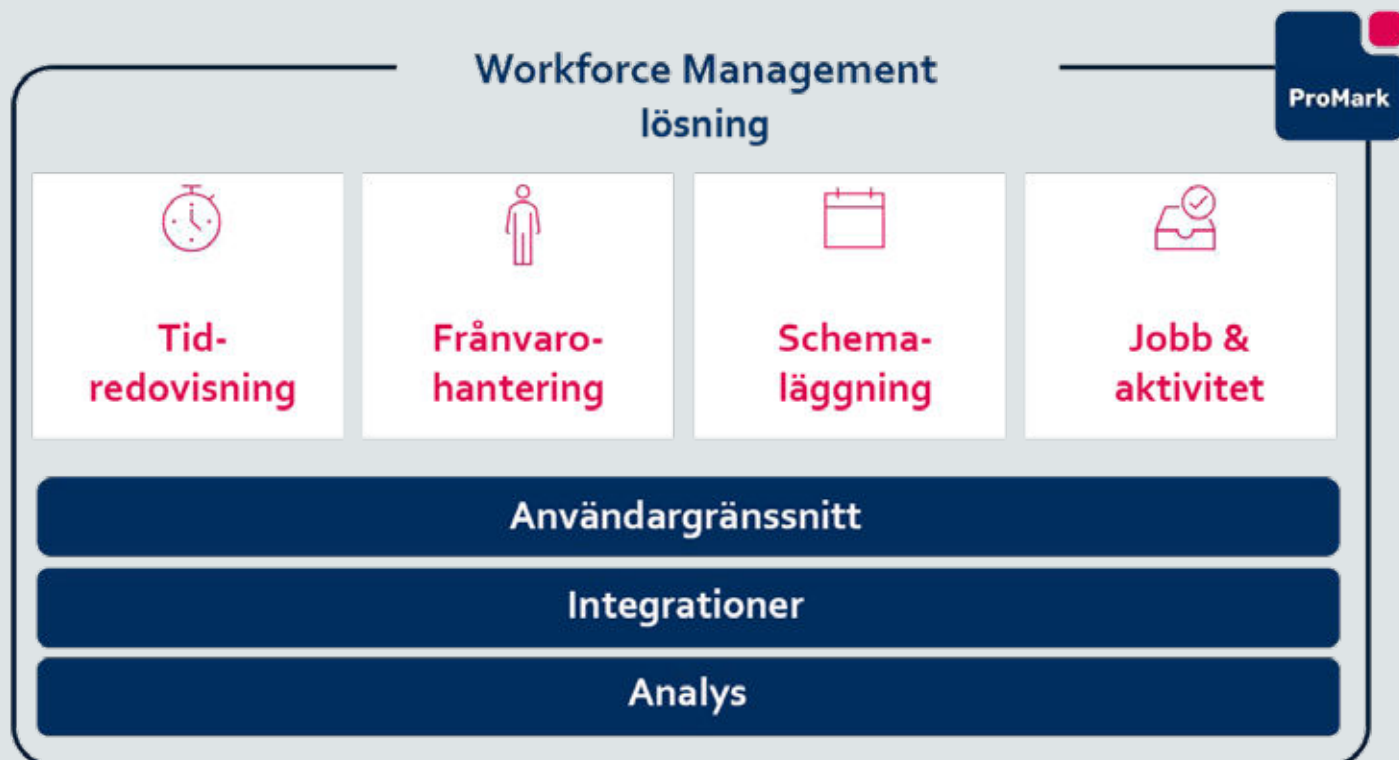 Workforce Management
lösning
ProMark
Tid-
redovisning
Frånvaro-
hantering
Schema-
läggning
Jobb &
aktivitet
Användargränssnitt
Integrationer
Analys